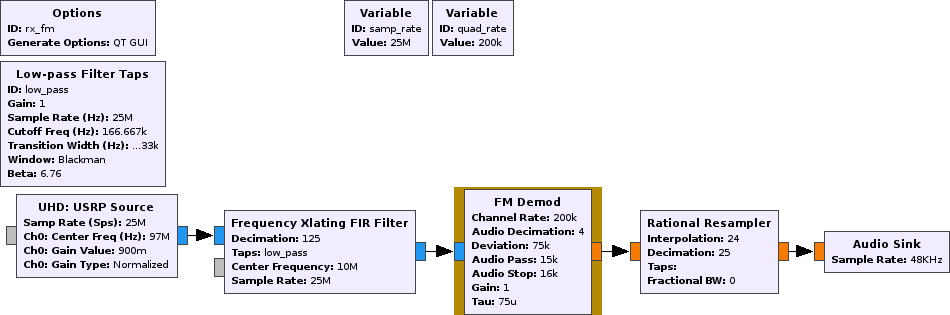 Options
ID: rx_fm
Generate Options: QT GUI
Variable
ID: samp_rate
Value: 25M
Variable
ID: quad_rate
Value: 200k
Low-pass Filter Taps
ID: low_pass
Gain: 1
Sample Rate (Hz): 25M
Cutoff Freq (Hz): 166.667k
Transition Width (Hz): ...33k
Window: Blackman
Beta: 6.76
UHD: USRP Source
Samp Rate (Sps): 25M
Ch0: Center Freq (Hz): 97M
Ch0: Gain Value: 900m
Ch0: Gain Type: Normalized
Frequency Xlating FIR Filter
Decimation: 125
Taps: low_pass
Center Frequency: 10M
Sample Rate: 25M
FM Demod
Channel Rate: 200k
Audio Decimation: 4
Deviation: 75k
Audio Pass: 15k
Audio Stop: 16k
Gain: 1
Tau: 75u
Rational Resampler
Interpolation: 24
Decimation: 25
Taps:
Fractional BW: 0
Audio Sink
Sample Rate: 48KHz